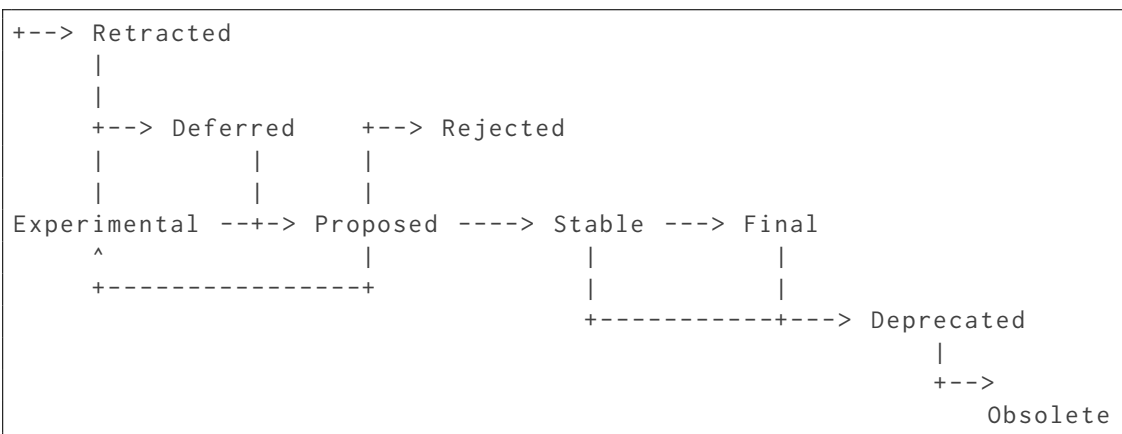 +--> Retracted
    |
    |
    +--> Deferred   +--> Rejected
    |       |     |
    |       |     |
Experimental --+-> Proposed ----> Stable ---> Final
    ^             |           |         |
    +-------------+           |         |
                             +-----------+---> Deprecated
                                                |
                                                +-->
                                                   Obsolete